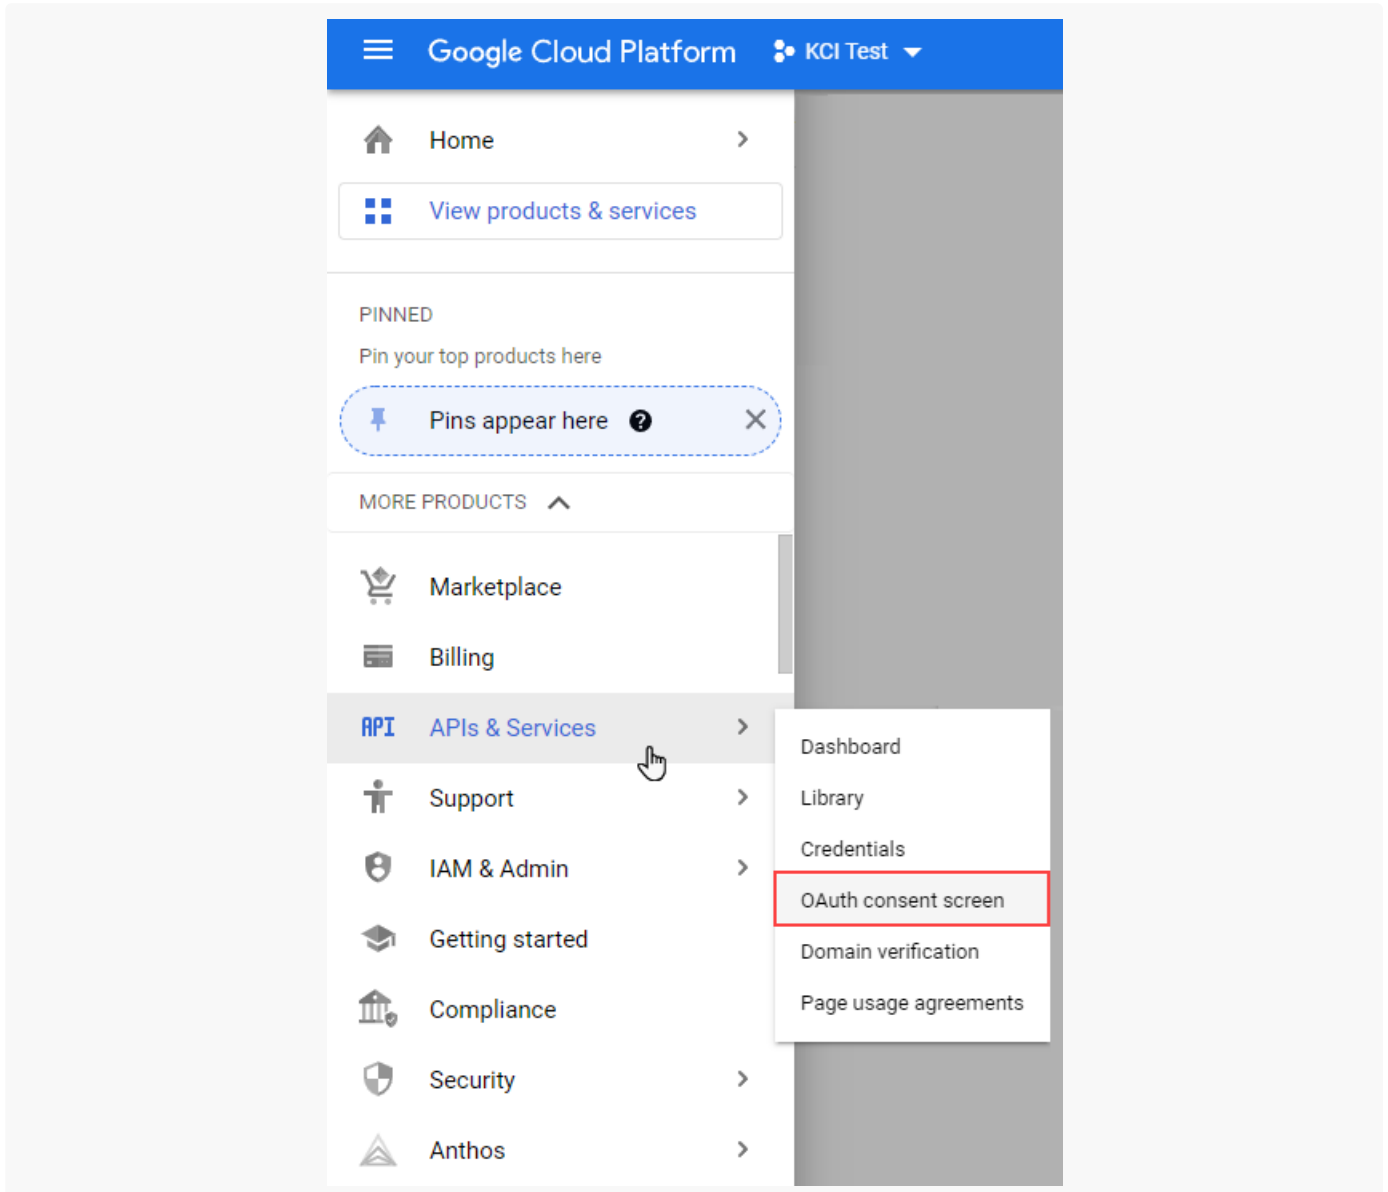 Google Cloud Platform KCI Test
Home
View products & services
PINNED
Pin your top products here
Pins appear here ?
MORE PRODUCTS
Marketplace
Billing
API APIs & Services
Support
IAM & Admin
Getting started
Compliance
Security
Anthos
Dashboard
Library
Credentials
OAuth consent screen
Domain verification
Page usage agreements